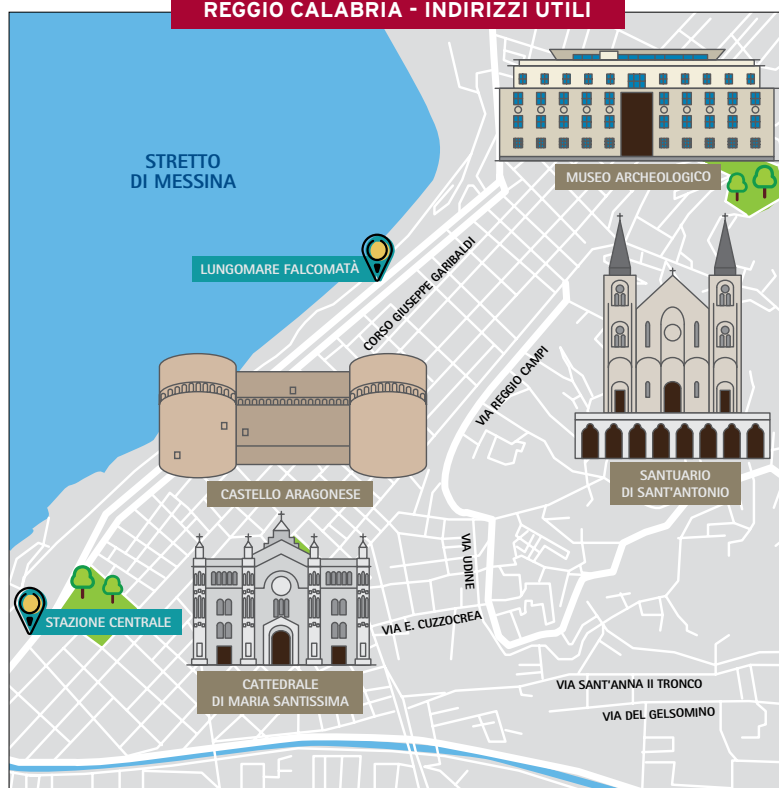 REGGIO CALABRIA - INDIRIZZI UTILI
STRETTO
DI MESSINA
MUSEO ARCHEOLOGICO
LUNGOMARE FALCOMATÀ
CORSO GIUSEPPE GARIBALDI
VIA REGGIO CAMPI
CASTELLO ARAGONESE
SANTUARIO
DI SANT'ANTONIO
VIA UDINE
STAZIONE CENTRALE
VIA E. CUZZOCREA
CATTEDRALE
DI MARIA SANTISSIMA
VIA SANT'ANNA II TRONCO
VIA DEL GELSOMINO